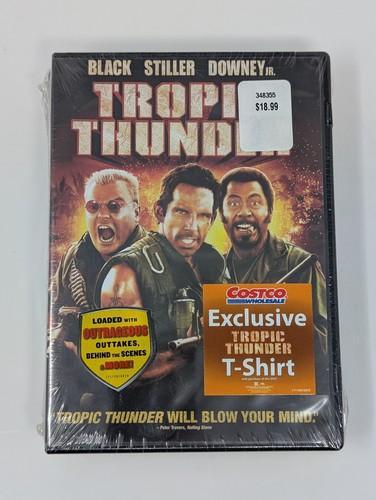 BLACK STILLER DOWNEY JR.
348355
$18.99
TROPIC
THUNDER
LOADED WITH
OUTRAGEOUS
OUTTAKES,
BEHIND THE SCENES
& MORE!
COSTCO
WHOLESALE
Exclusive
TROPIC
THUNDER
T-Shirt
"TROPIC THUNDER WILL BLOW YOUR MIND."
– Peter Travers, Rolling Stone